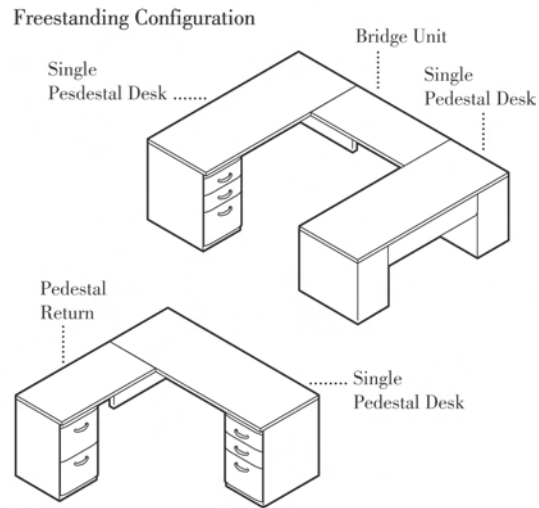 Freestanding Configuration
Bridge Unit
Single
Pesdestal Desk
Single
Pedestal Desk
Pedestal
Return
Single
Pedestal Desk